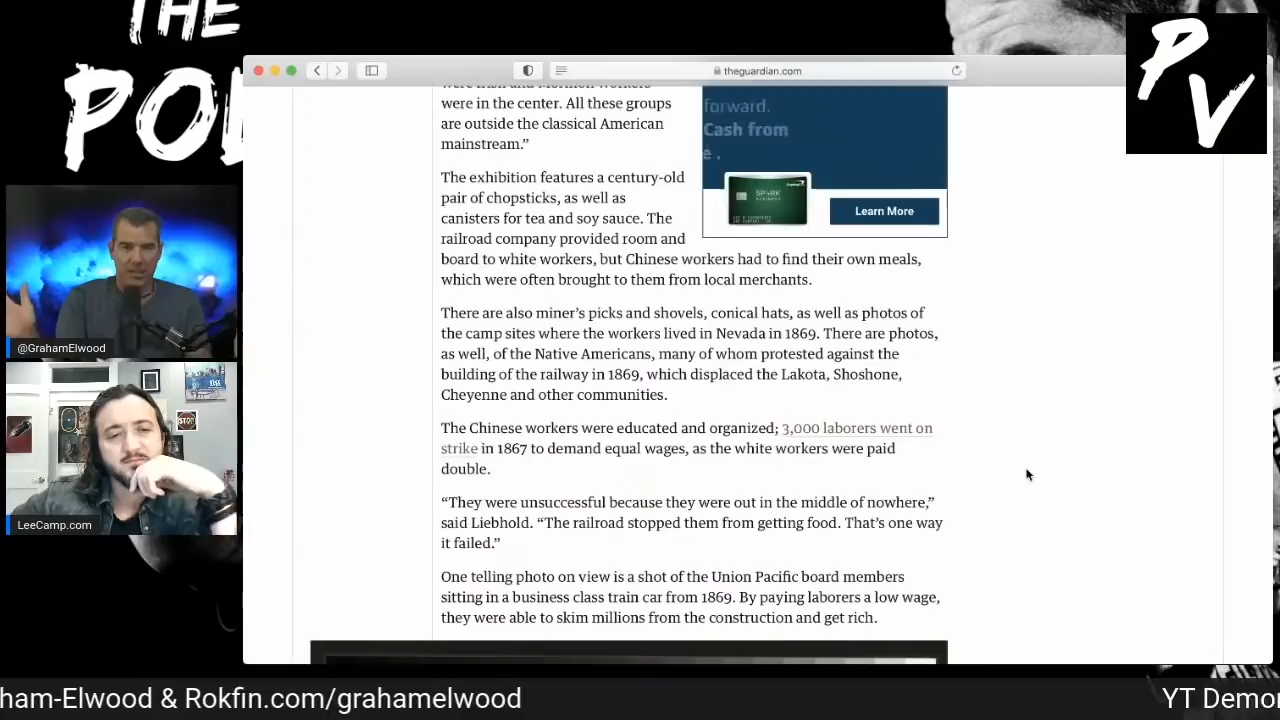 THE
PO
PV
theguardian.com
were in the center. All these groups
are outside the classical American
mainstream.”
The exhibition features a century-old
pair of chopsticks, as well as
canisters for tea and soy sauce. The
railroad company provided room and
board to white workers, but Chinese workers had to find their own meals,
which were often brought to them from local merchants.
forward.
Cash from
e .
SPARK
BUSINESS
Learn More
There are also miner’s picks and shovels, conical hats, as well as photos of
the camp sites where the workers lived in Nevada in 1869. There are photos,
as well, of the Native Americans, many of whom protested against the
building of the railway in 1869, which displaced the Lakota, Shoshone,
Cheyenne and other communities.
The Chinese workers were educated and organized; 3,000 laborers went on
strike in 1867 to demand equal wages, as the white workers were paid
double.
“They were unsuccessful because they were out in the middle of nowhere,”
said Liebhold. “The railroad stopped them from getting food. That’s one way
it failed.”
One telling photo on view is a shot of the Union Pacific board members
sitting in a business class train car from 1869. By paying laborers a low wage,
they were able to skim millions from the construction and get rich.
@GrahamElwood
STOP
LeeCamp.com
ham-Elwood & Rokfin.com/grahamelwood
YT Demon